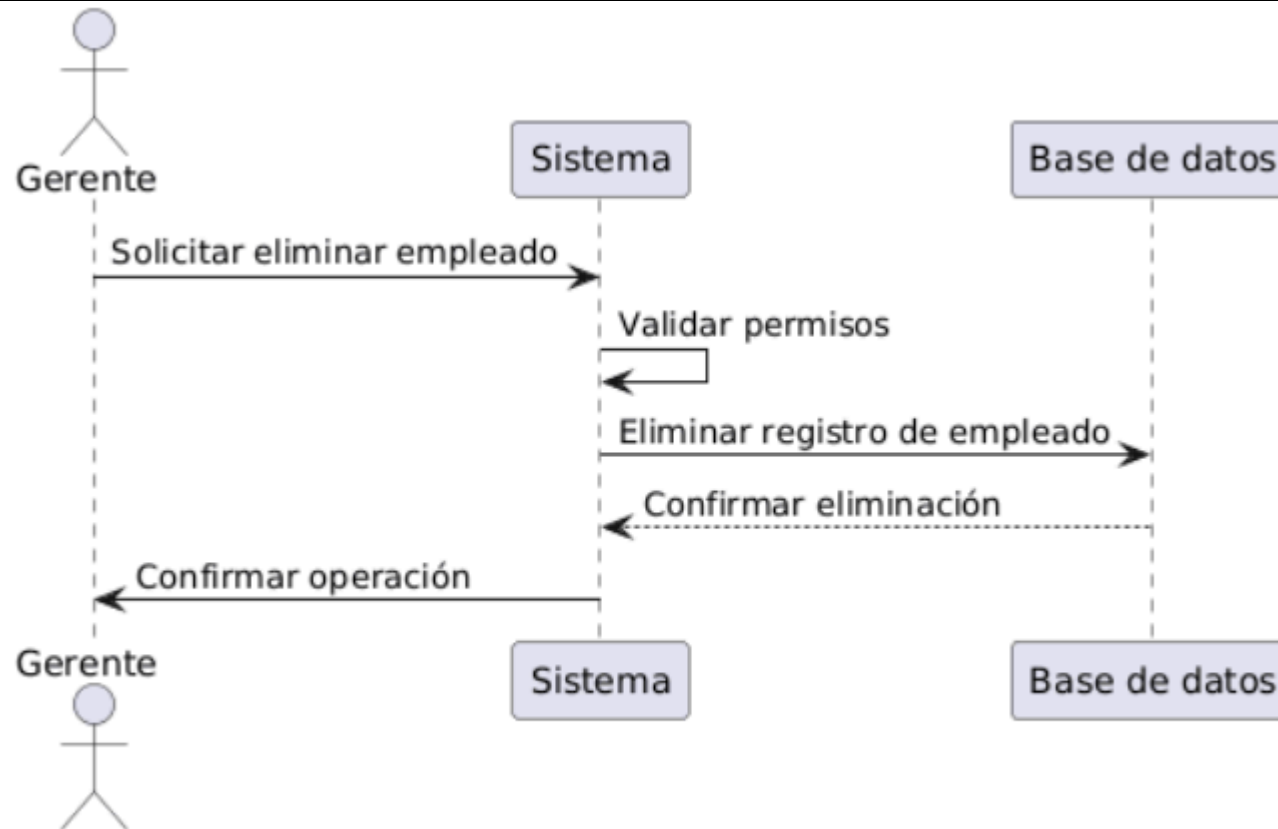 Gerente
Sistema
Base de datos
Solicitar eliminar empleado
Validar permisos
Eliminar registro de empleado
Confirmar eliminación
Confirmar operación
Gerente
Sistema
Base de datos